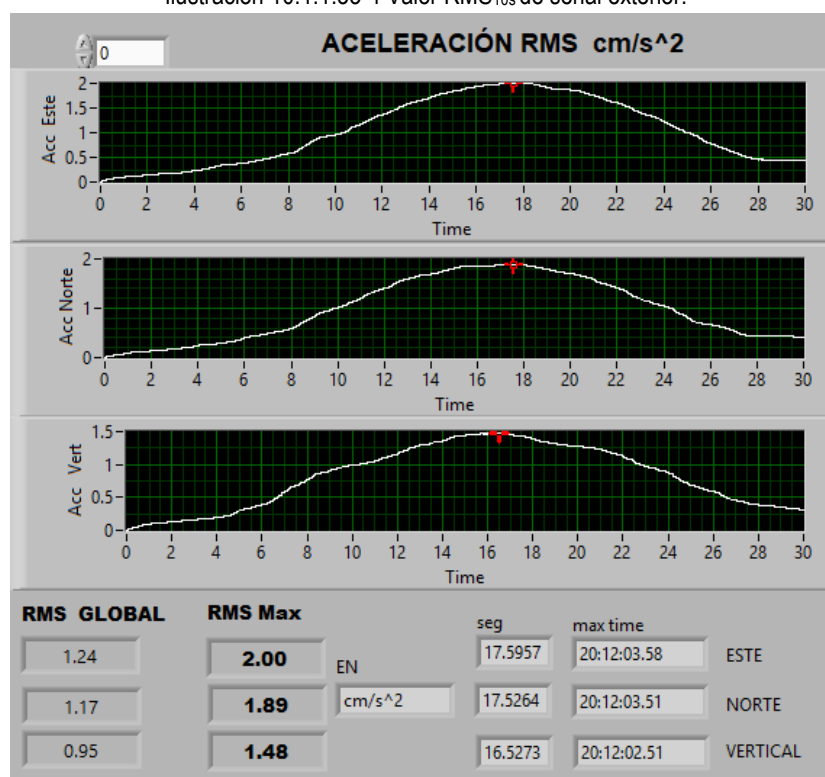 Ilustración 10.1.1.35-4 Valor RMS10s de señal exterior.
0
ACELERACIÓN RMS cm/s^2
Acc Este
2
1.5
1
0.5
0
0 2 4 6 8 10 12 14 16 18 20 22 24 26 28 30
Time
Acc Norte
2
1
0
0 2 4 6 8 10 12 14 16 18 20 22 24 26 28 30
Time
Acc Vert
1.5
1
0.5
0
0 2 4 6 8 10 12 14 16 18 20 22 24 26 28 30
Time
RMS GLOBAL RMS Max seg max time
1.24 2.00 EN 17.5957 20:12:03.58 ESTE
1.17 1.89 cm/s^2 17.5264 20:12:03.51 NORTE
0.95 1.48 16.5273 20:12:02.51 VERTICAL